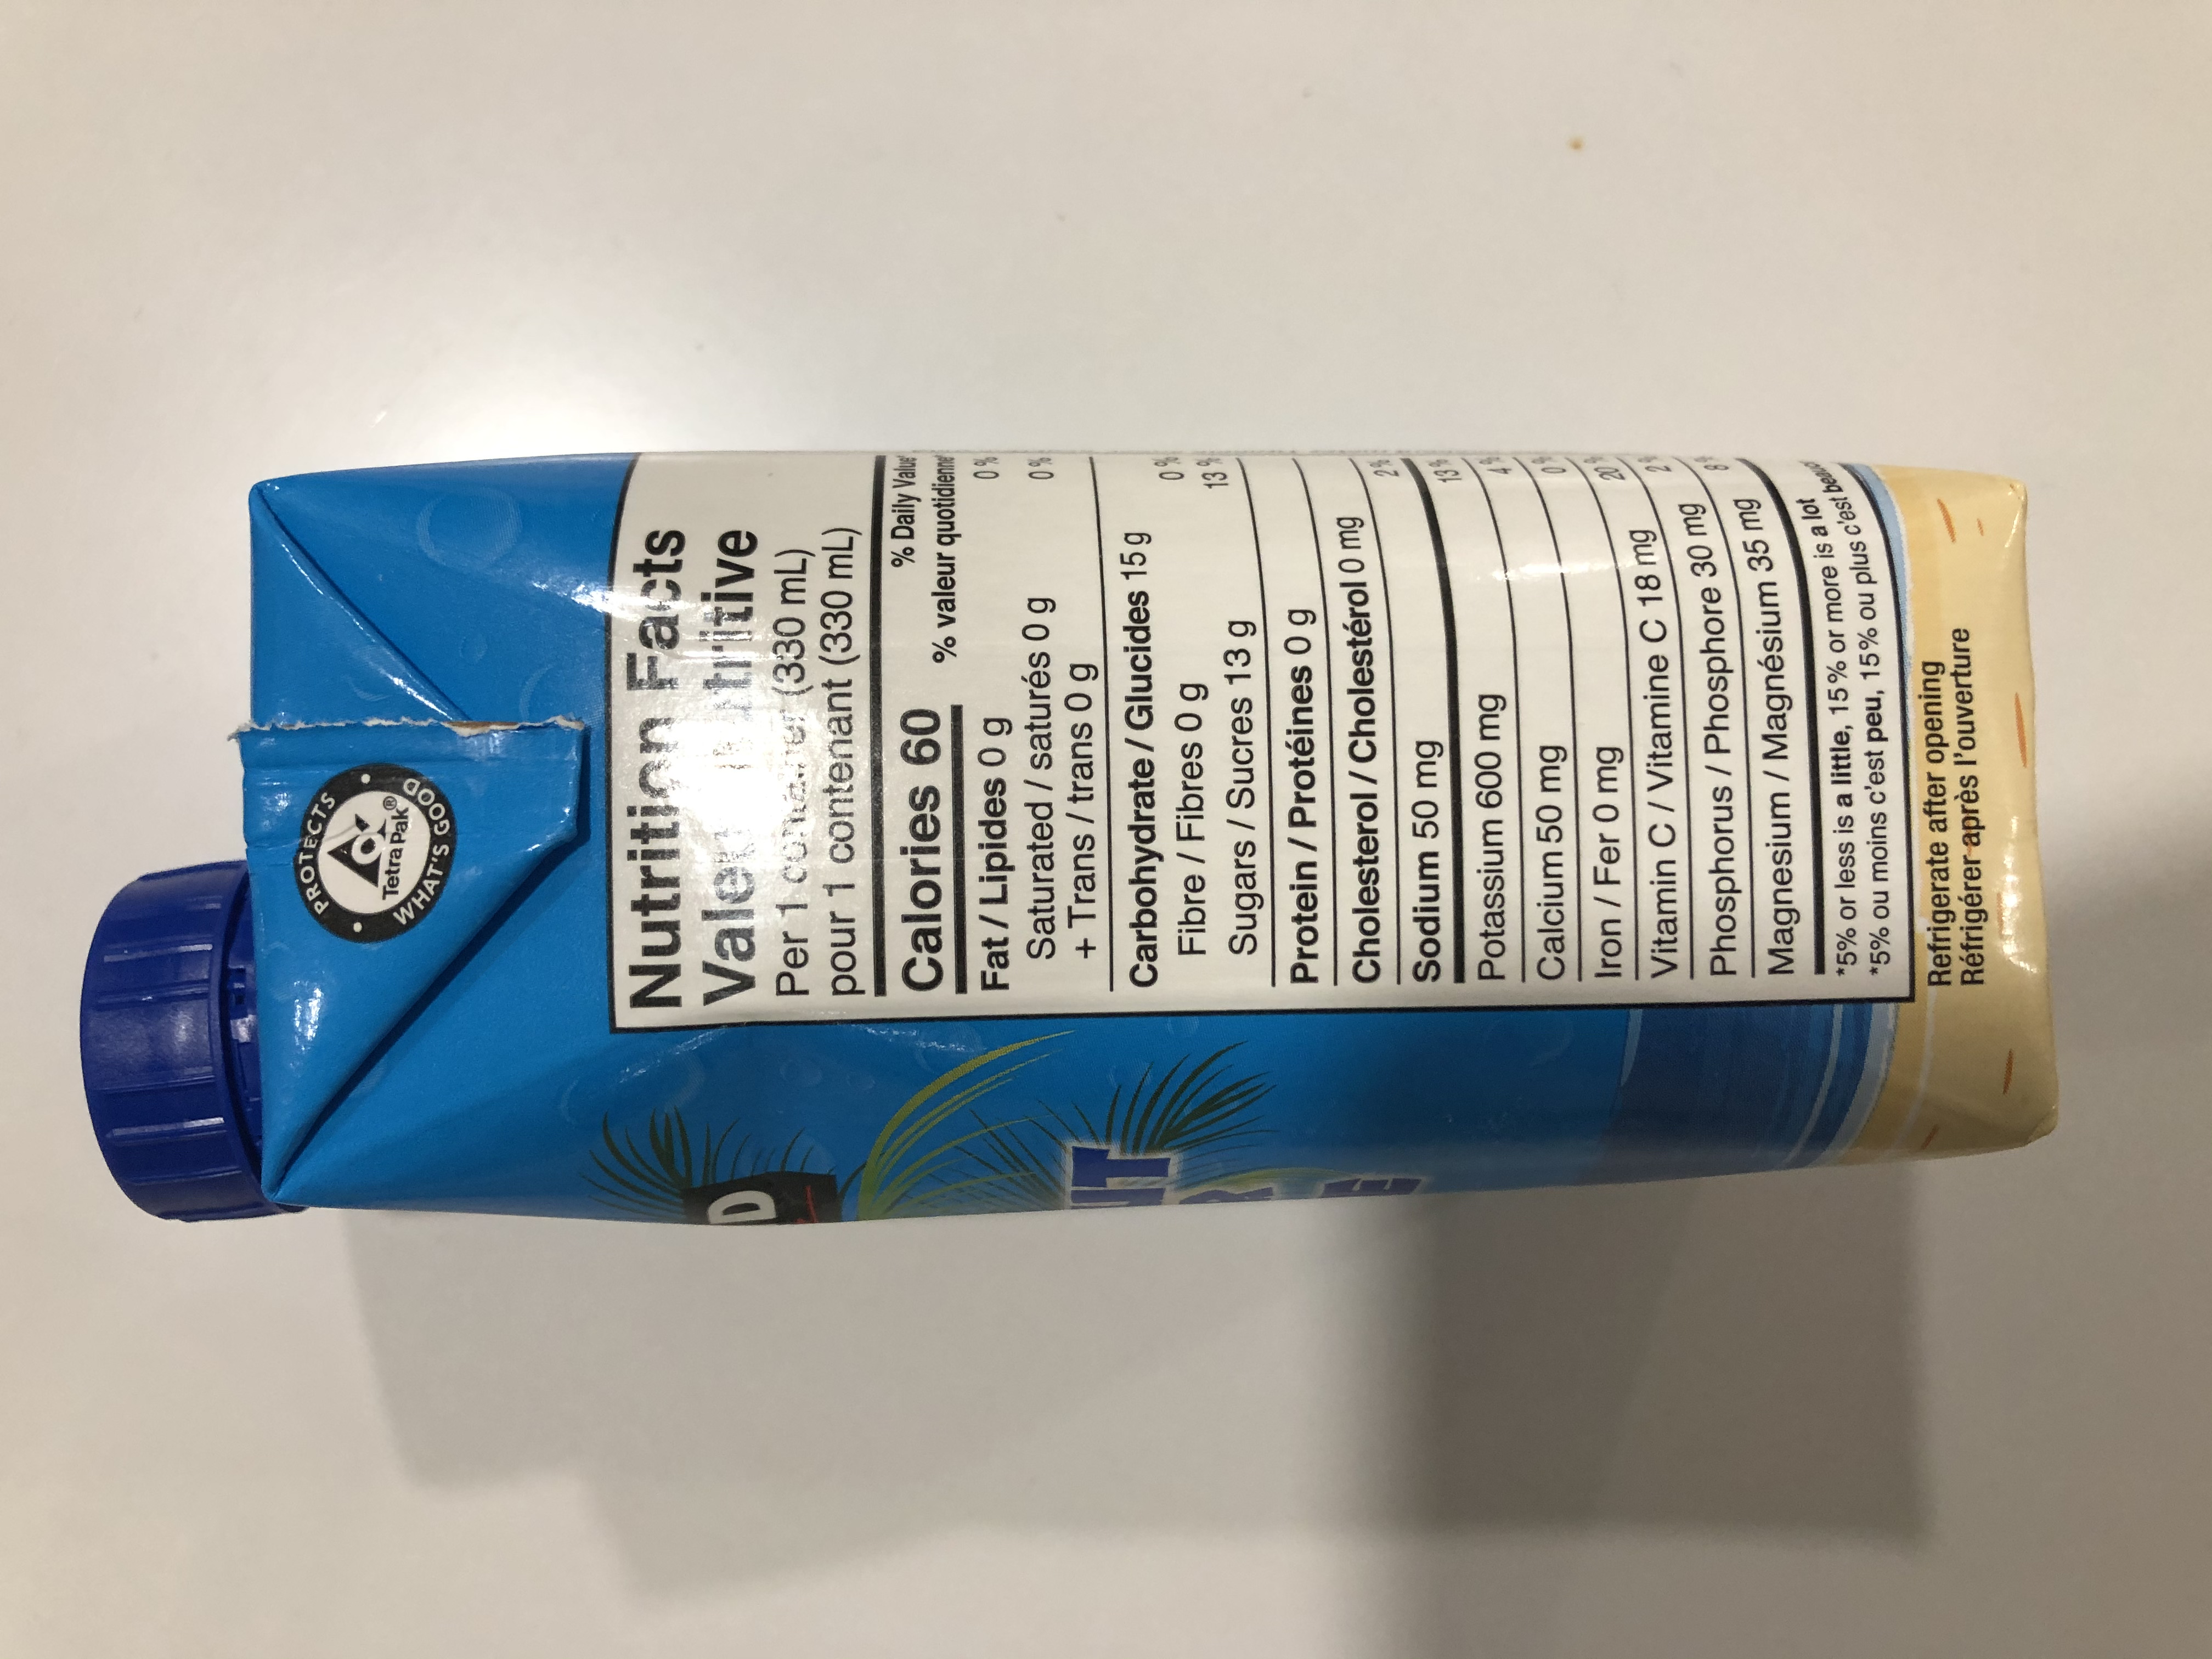 PROTECTS
Tetra Pak®
WHAT'S GOOD
D
UT
R
E
Nutrition Facts
Valeur nutritive
Per 1 container (330 mL)
pour 1 contenant (330 mL)
Calories 60
% Daily Value*
% valeur quotidienne*
Fat / Lipides 0 g 0 %
Saturated / saturés 0 g 0 %
+ Trans / trans 0 g
Carbohydrate / Glucides 15 g
Fibre / Fibres 0 g 0 %
Sugars / Sucres 13 g 13 %
Protein / Protéines 0 g
Cholesterol / Cholestérol 0 mg
Sodium 50 mg 2 %
Potassium 600 mg 13 %
Calcium 50 mg 4 %
Iron / Fer 0 mg 0 %
Vitamin C / Vitamine C 18 mg 20 %
Phosphorus / Phosphore 30 mg 2 %
Magnesium / Magnésium 35 mg 8 %
*5% or less is a little, 15% or more is a lot
*5% ou moins c'est peu, 15% ou plus c'est
Refrigerate after opening
Réfrigérer après l'ouverture